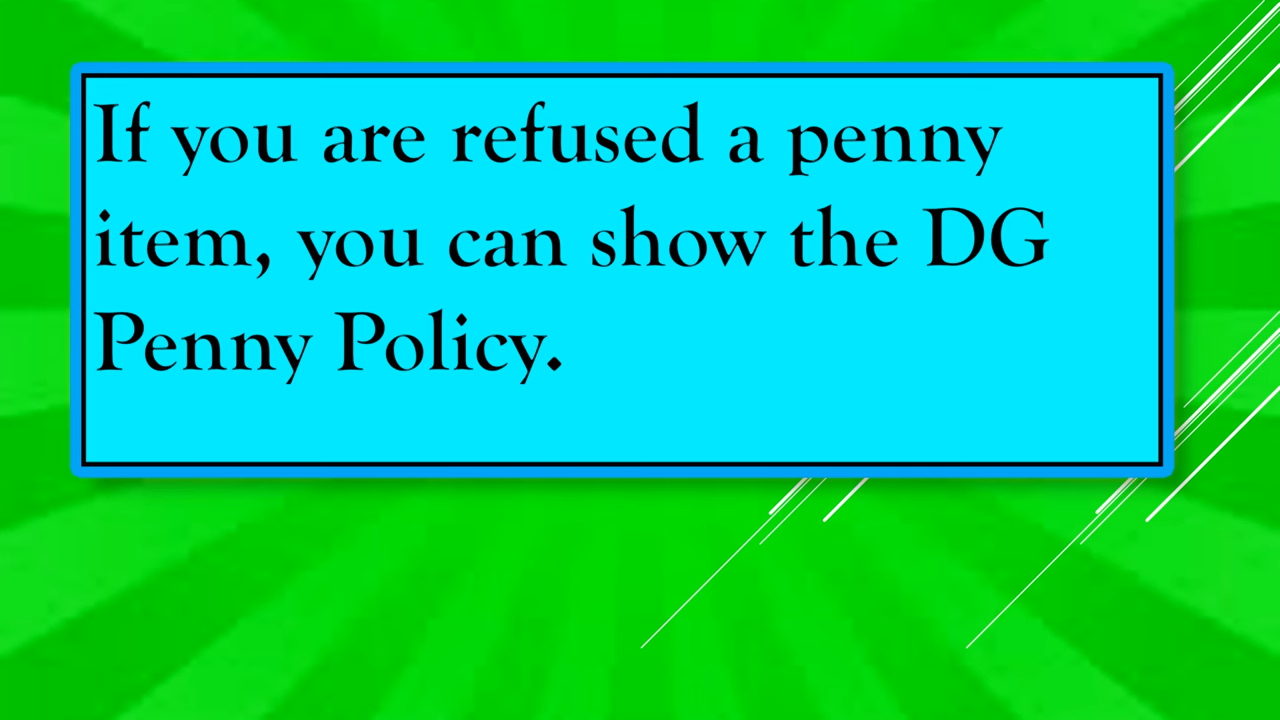 If you are refused a penny
item, you can show the DG
Penny Policy.